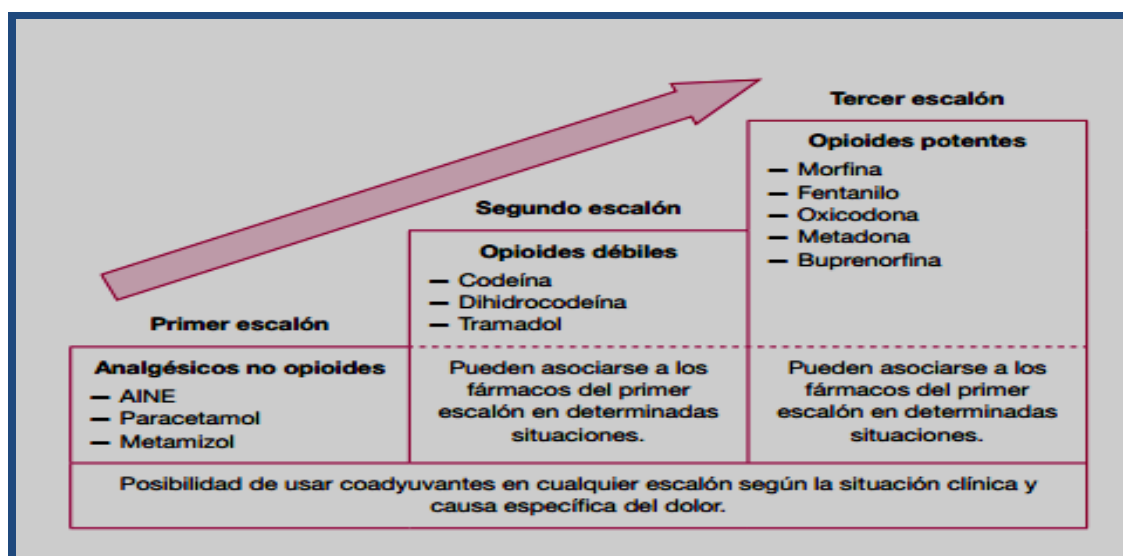 Primer escalón
Analgésicos no opioides
— AINE
— Paracetamol
— Metamizol
Segundo escalón
Opioides débiles
— Codeína
— Dihidrocodeína
— Tramadol
Pueden asociarse a los
fármacos del primer
escalón en determinadas
situaciones.
Tercer escalón
Opioides potentes
— Morfina
— Fentanilo
— Oxicodona
— Metadona
— Buprenorfina
Pueden asociarse a los
fármacos del primer
escalón en determinadas
situaciones.
Posibilidad de usar coadyuvantes en cualquier escalón según la situación clínica y
causa específica del dolor.